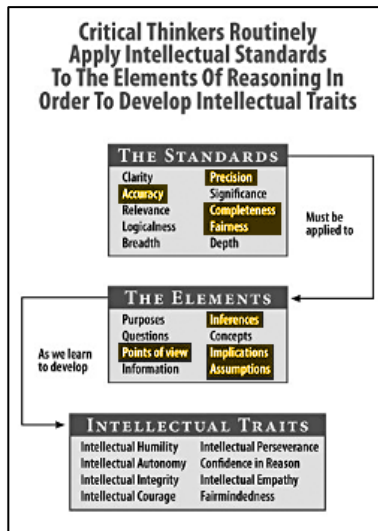 Critical Thinkers Routinely
Apply Intellectual Standards
To The Elements Of Reasoning In
Order To Develop Intellectual Traits
THE STANDARDS
Clarity Precision
Accuracy Significance
Relevance Completeness
Logicalness Fairness
Breadth Depth
Must be
applied to
THE ELEMENTS
Purposes Inferences
Questions Concepts
Points of view Implications
Information Assumptions
As we learn
to develop
INTELLECTUAL TRAITS
Intellectual Humility Intellectual Perseverance
Intellectual Autonomy Confidence in Reason
Intellectual Integrity Intellectual Empathy
Intellectual Courage Fairmindedness